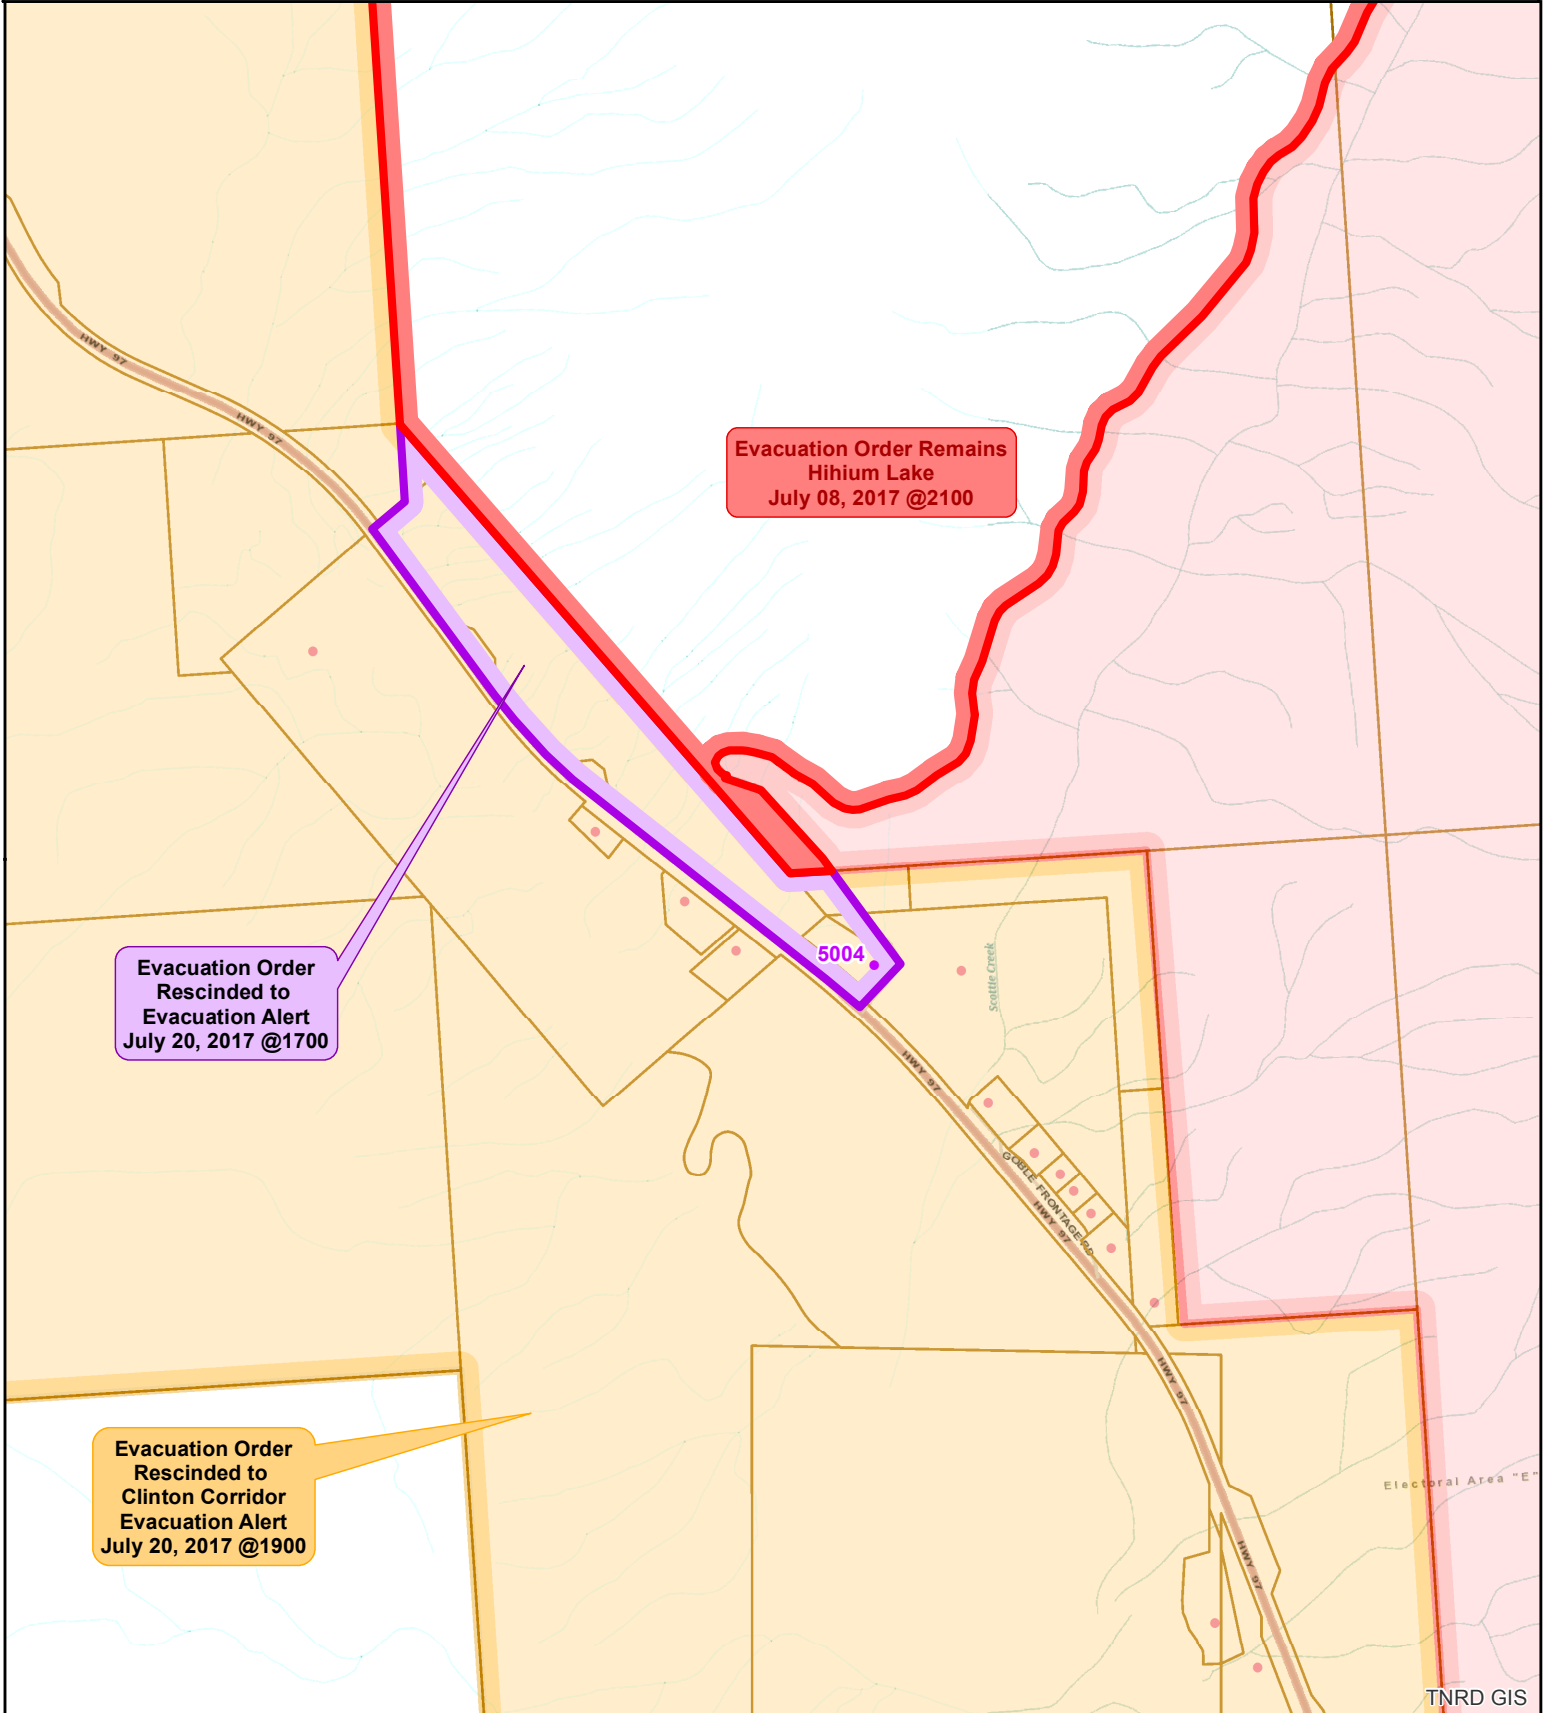 HWY 97
HWY 97
Evacuation Order Remains
Hihium Lake
July 08, 2017 @2100
Evacuation Order
Rescinded to
Evacuation Alert
July 20, 2017 @1700
5004
Scottie Creek
HWY 97
GOBLE FRONTAGE RD
HWY 97
HWY 97
Evacuation Order
Rescinded to
Clinton Corridor
Evacuation Alert
July 20, 2017 @1900
Electoral Area "E"
HWY 97
TNRD GIS